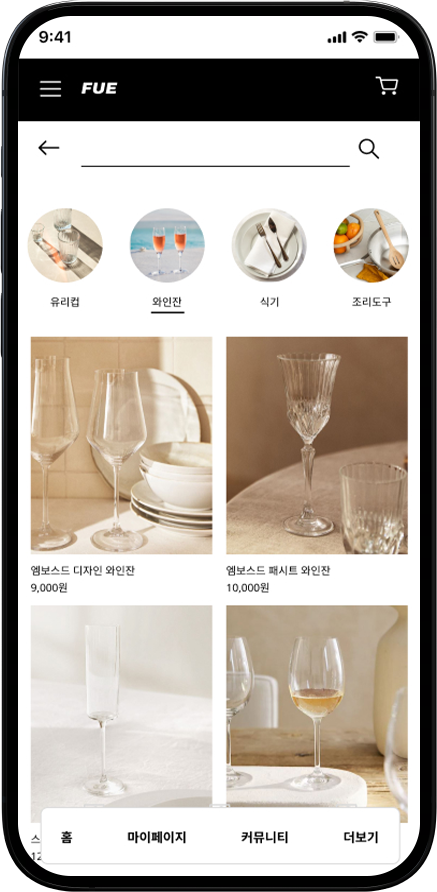 9:41
FUE
유리컵
와인잔
식기
조리도구
엠보스드 디자인 와인잔
9,000원
엠보스드 패시트 와인잔
10,000원
홈
마이페이지
커뮤니티
더보기